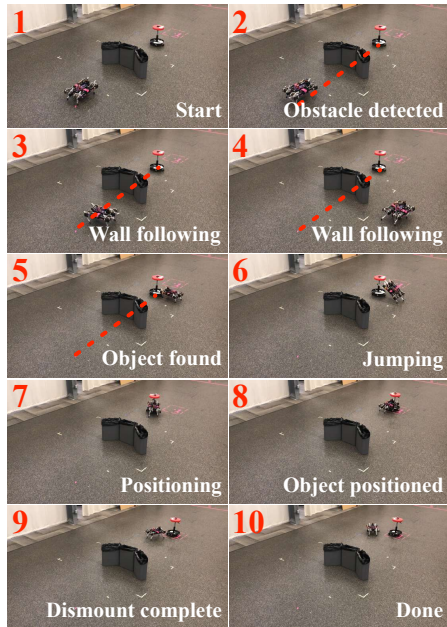 1
Start
2
Obstacle detected
3
Wall following
4
Wall following
5
Object found
6
Jumping
7
Positioning
8
Object positioned
9
Dismount complete
10
Done